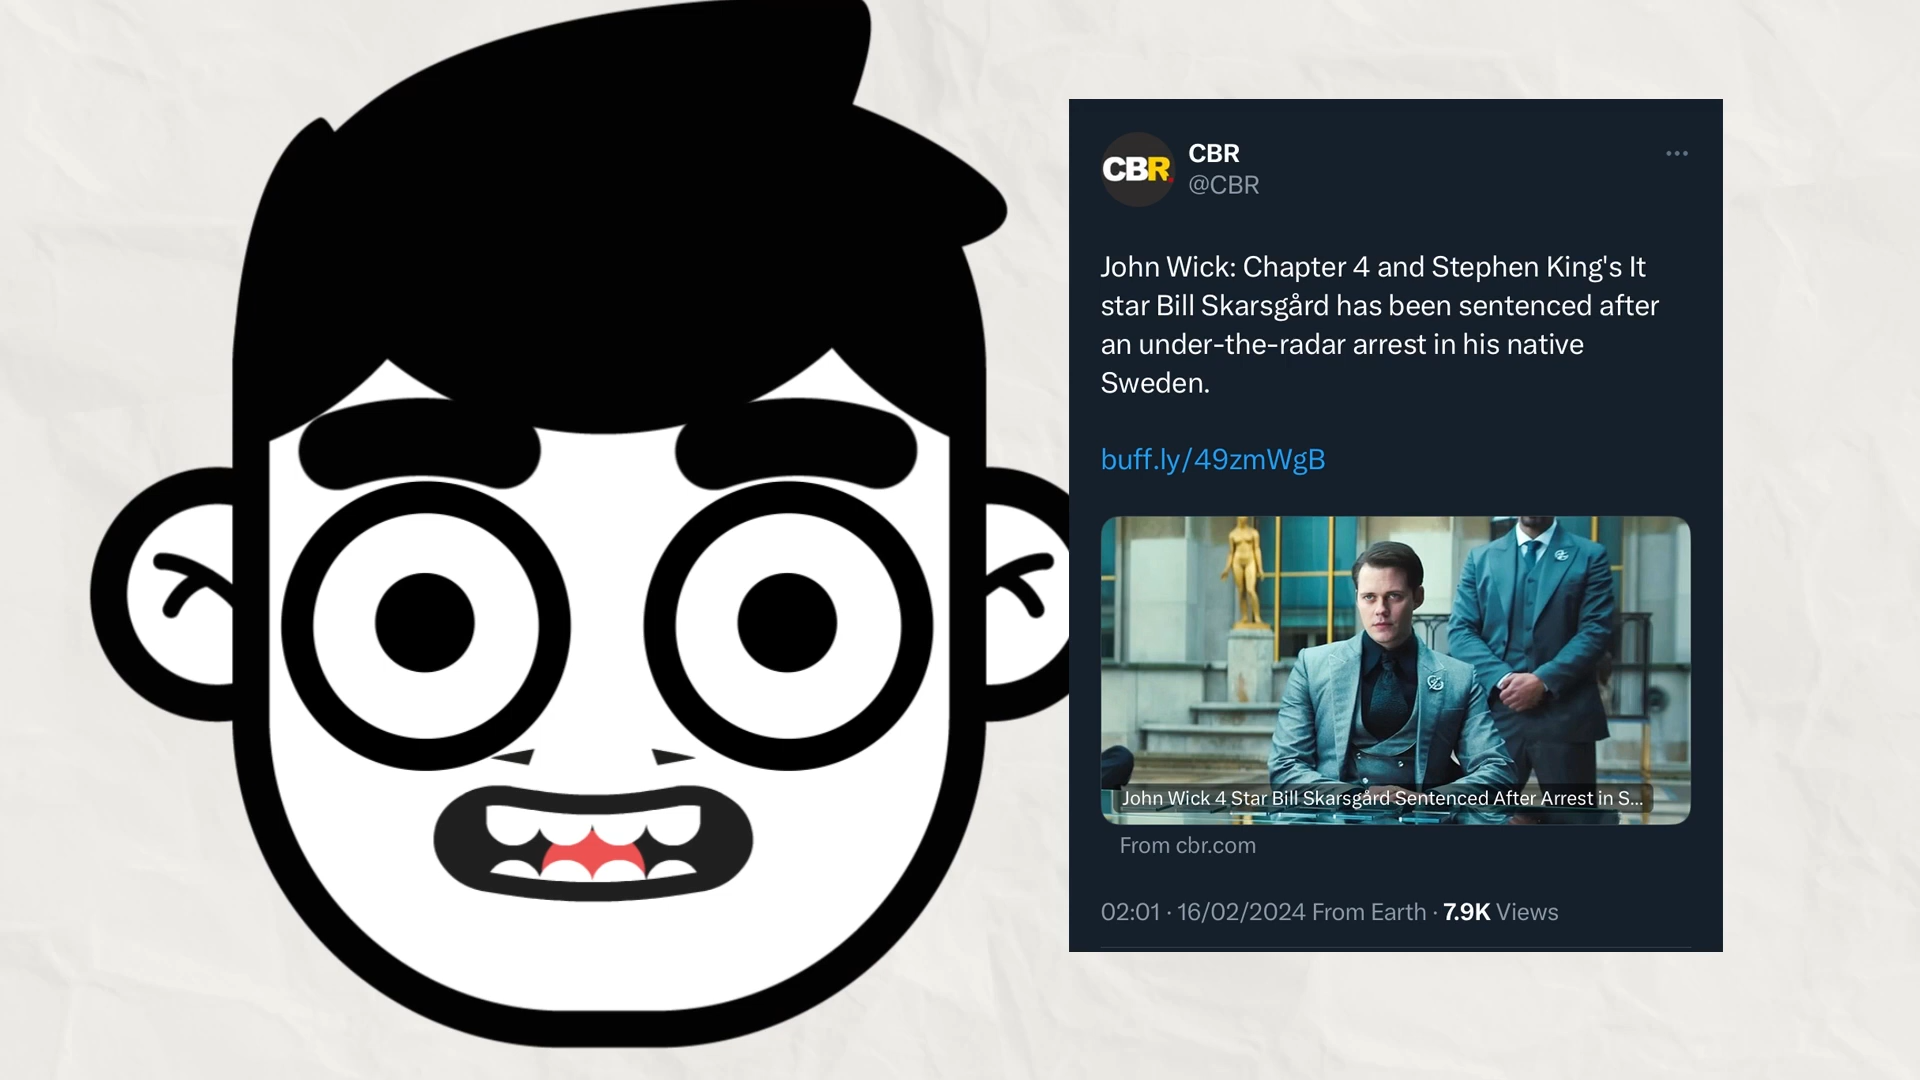 CBR.
CBR
@CBR
John Wick: Chapter 4 and Stephen King's It
star Bill Skarsgård has been sentenced after
an under-the-radar arrest in his native
Sweden.
buff.ly/49zmWgB
John Wick 4 Star Bill Skarsgård Sentenced After Arrest in S...
From cbr.com
02:01 · 16/02/2024 From Earth · 7.9K Views